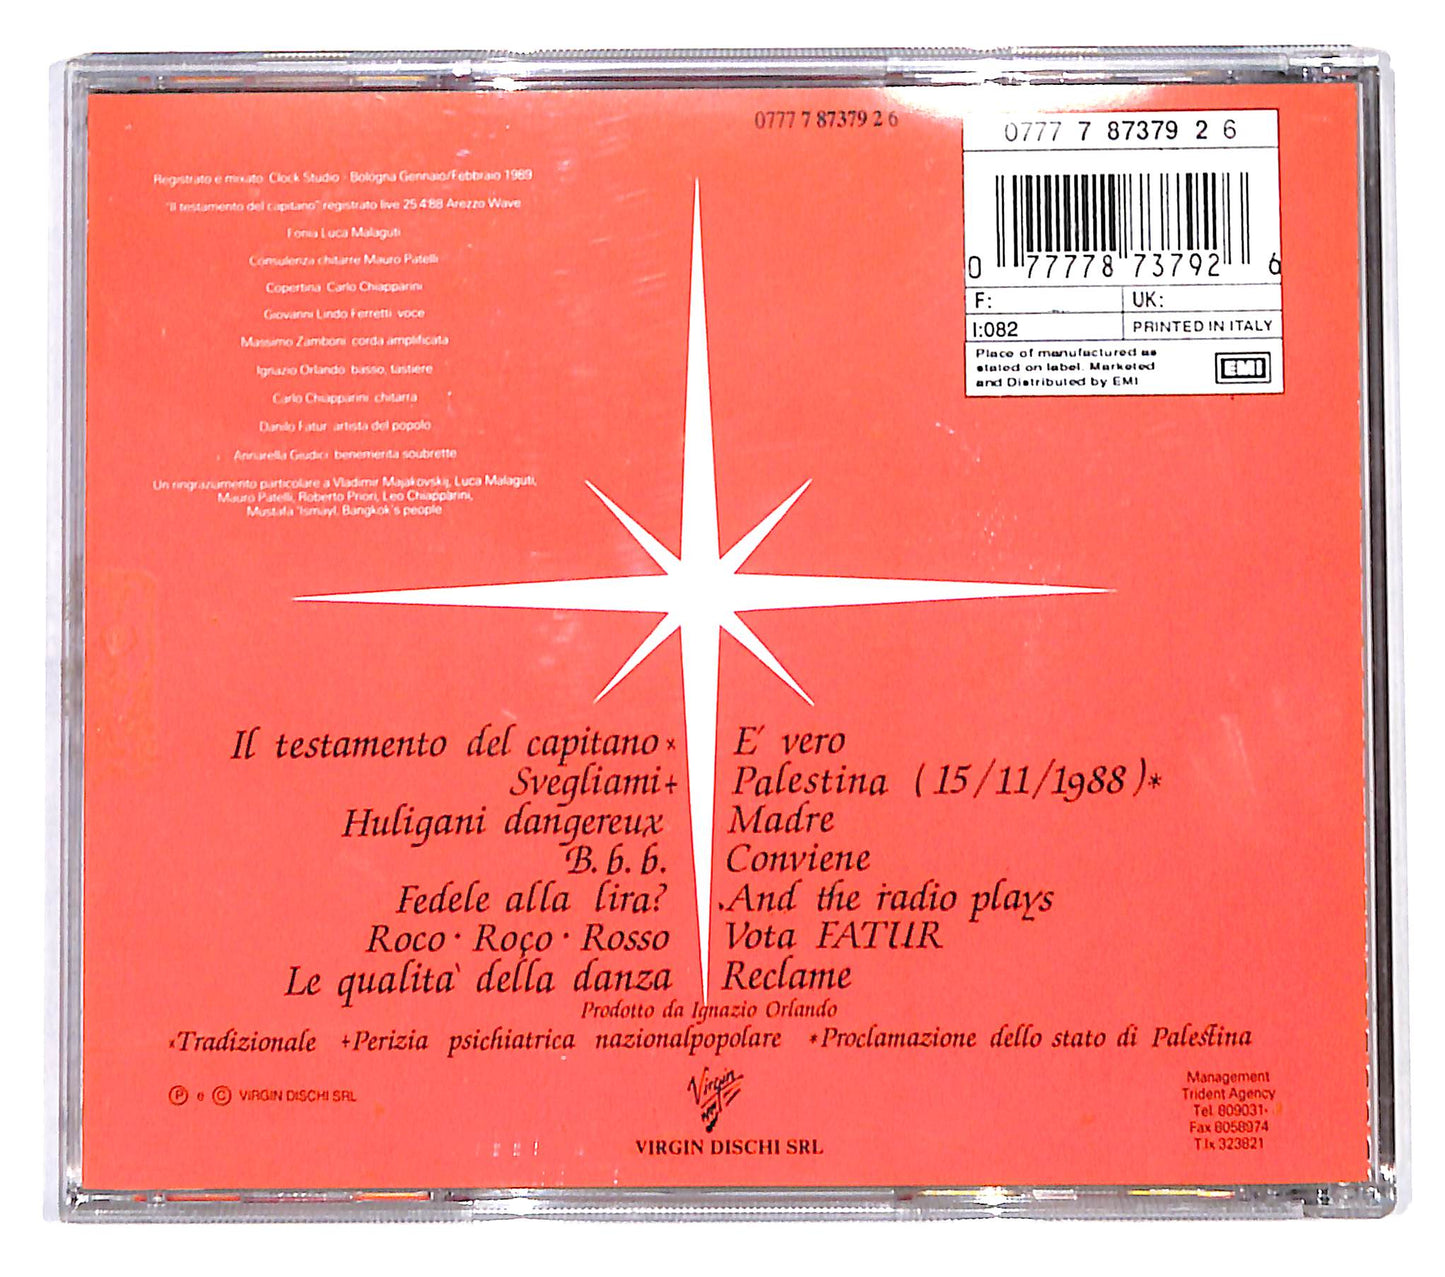 0777 7 87379 2 6
0777 7 87379 2 6
0 77778 73792 6
F:
UK:
I:082
PRINTED IN ITALY
Place of manufactured as
stated on label. Marketed
and Distributed by EMI
EMI
Registrato e mixato Clock Studio - Bologna Gennaio/Febbraio 1989
"Il testamento del capitano" registrato live 25.4'88 Arezzo Wave
Fonia Luca Malaguti
Consulenza chitarre Mauro Patelli
Copertina Carlo Chiapparini
Giovanni Lindo Ferretti voce
Massimo Zamboni corda amplificata
Ignazio Orlando basso, tastiere
Carlo Chiapparini chitarra
Danilo Fatur artista del popolo
Annarella Giudici benemerita soubrette
Un ringraziamento particolare a Vladimir Majakovskij, Luca Malaguti,
Mauro Patelli, Roberto Priori, Leo Chiapparini,
Mustafa 'Ismayl, Bangkok's people
Il testamento del capitano×
Svegliami+
Huligani dangereux
B.b.b.
Fedele alla lira?
Roco · Roço · Rosso
Le qualita' della danza
E' vero
Palestina (15/11/1988)*
Madre
Conviene
And the radio plays
Vota FATUR
Reclame
Prodotto da Ignazio Orlando
×Tradizionale +Perizia psichiatrica nazionalpopolare *Proclamazione dello stato di Palestina
Ⓟ e Ⓒ VIRGIN DISCHI SRL
Virgin
VIRGIN DISCHI SRL
Management
Trident Agency
Tel. 809031-
Fax 8058974
T.lx 323821